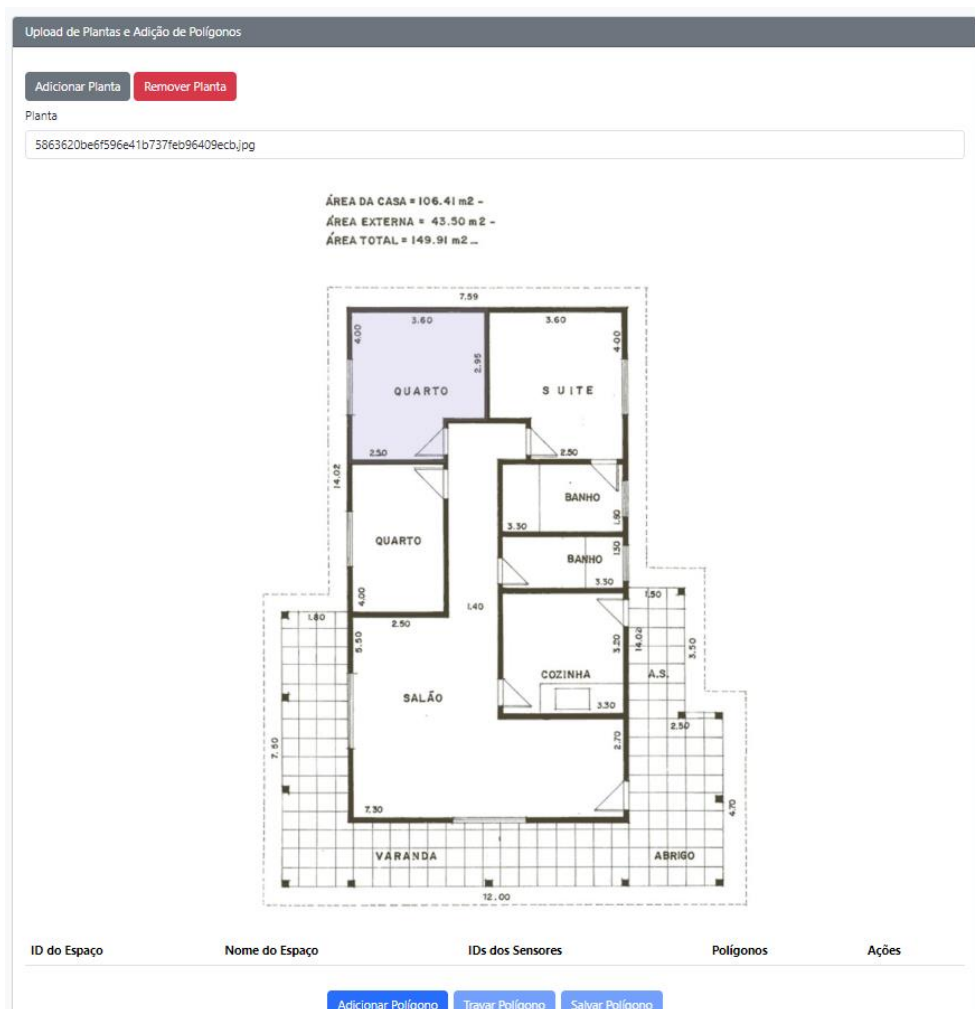 Upload de Plantas e Adição de Polígonos
Adicionar Planta Remover Planta
Planta
5863620be6f596e41b737feb96409ecb.jpg
ÁREA DA CASA = 106.41 m2 -
ÁREA EXTERNA = 43.50 m2 -
ÁREA TOTAL = 149.91 m2 ...
7.59
3.60 3.60
4.00 2.95 4.00
QUARTO SUITE
2.50 2.50
14.02
BANHO
3.30 1.80
QUARTO
BANHO 1.50
3.30
4.00
1.40
1.50
1.80
2.50
5.50 3.20 14.02 3.50
COZINHA A.S.
SALÃO
3.30
2.50
7.50 2.70
7.30 4.70
VARANDA ABRIGO
12.00
ID do Espaço Nome do Espaço IDs dos Sensores Polígonos Ações
Adicionar Polígono Travar Polígono Salvar Polígono